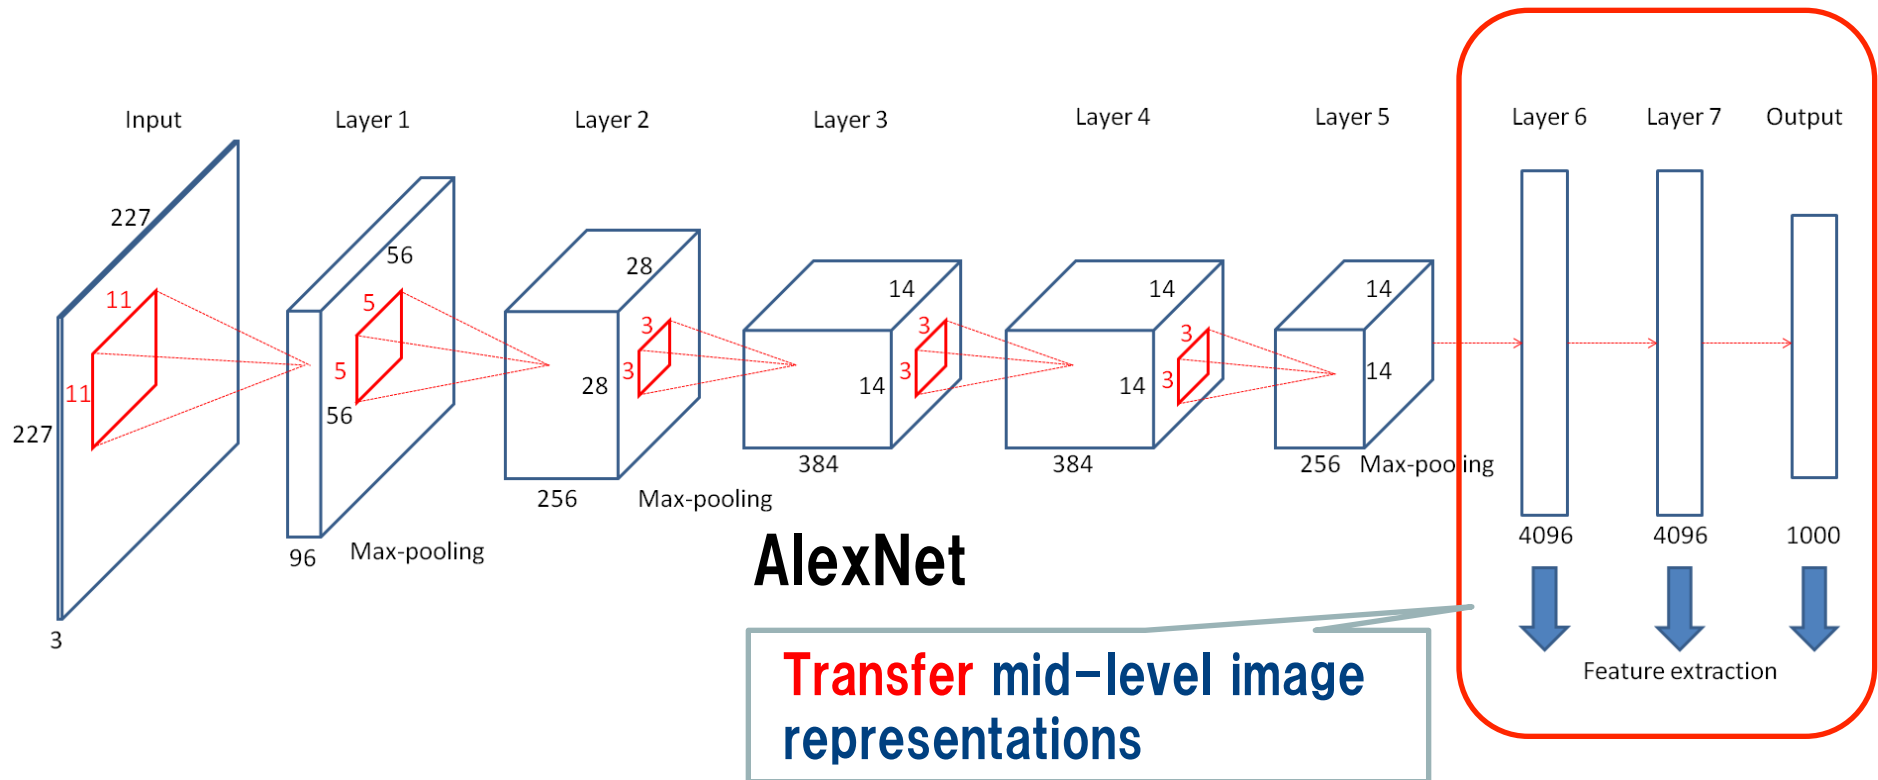 Input
Layer 1
Layer 2
Layer 3
Layer 4
Layer 5
Layer 6
Layer 7
Output
227
227
11
11
3
56
56
5
5
96
Max-pooling
28
28
3
3
256
Max-pooling
14
14
3
3
384
14
14
3
3
384
14
14
256
Max-pooling
4096
4096
1000
Feature extraction
AlexNet
Transfer mid-level image
representations